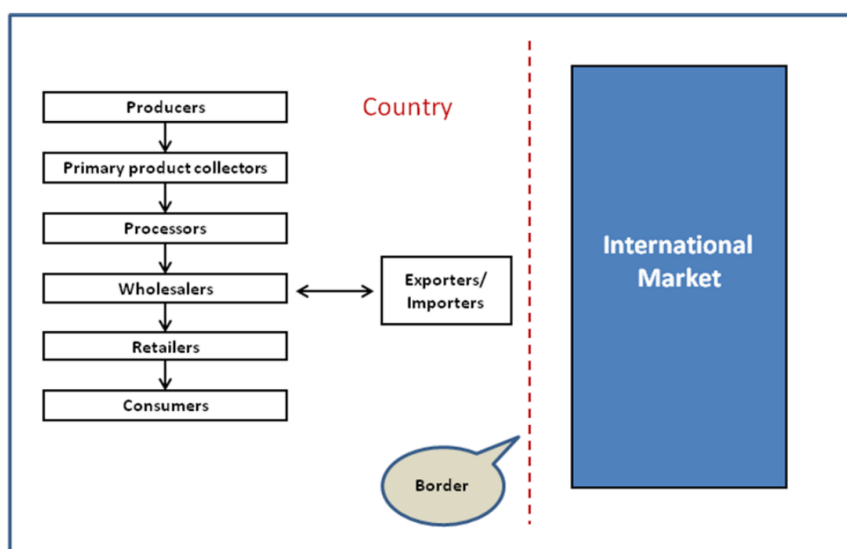 Producers
Primary product collectors
Processors
Wholesalers
Retailers
Consumers
Country
Exporters/
Importers
Border
International
Market